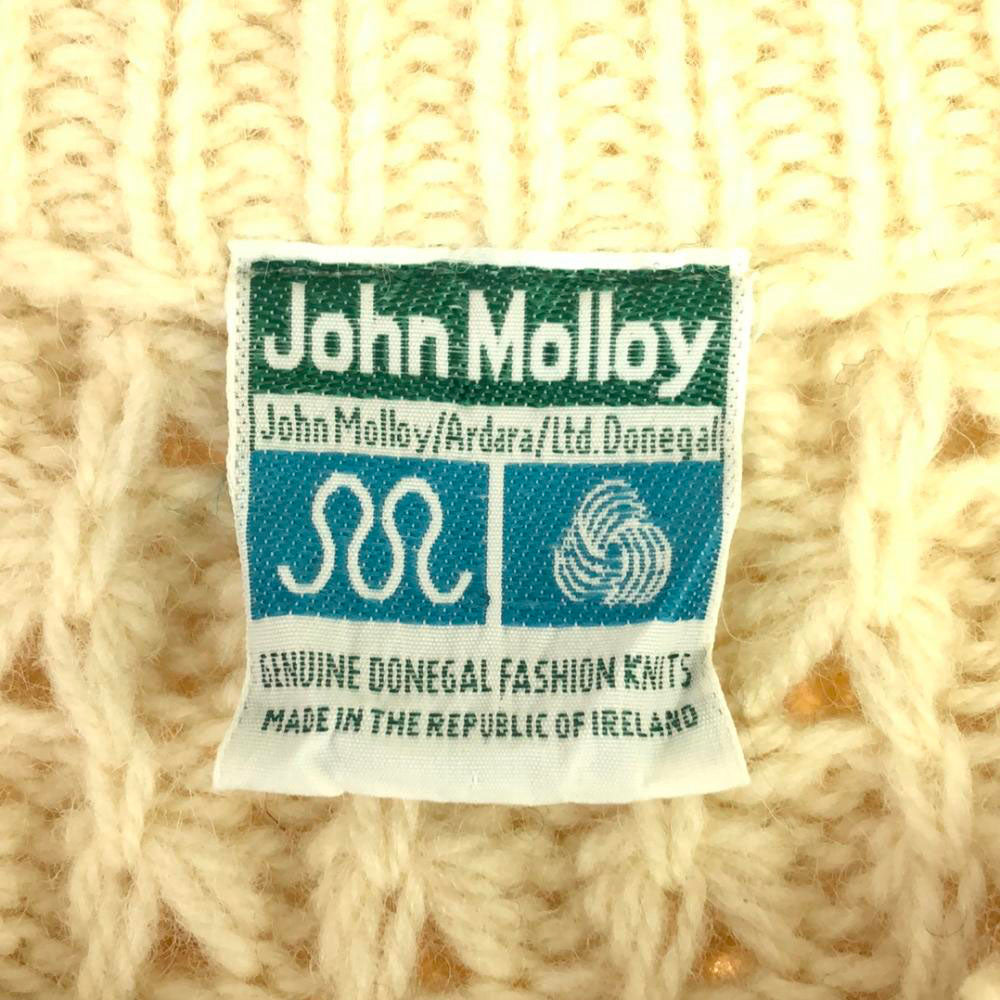 John Molloy
John Molloy/Ardara/Ltd.Donegal
GENUINE DONEGAL FASHION KNITS
MADE IN THE REPUBLIC OF IRELAND